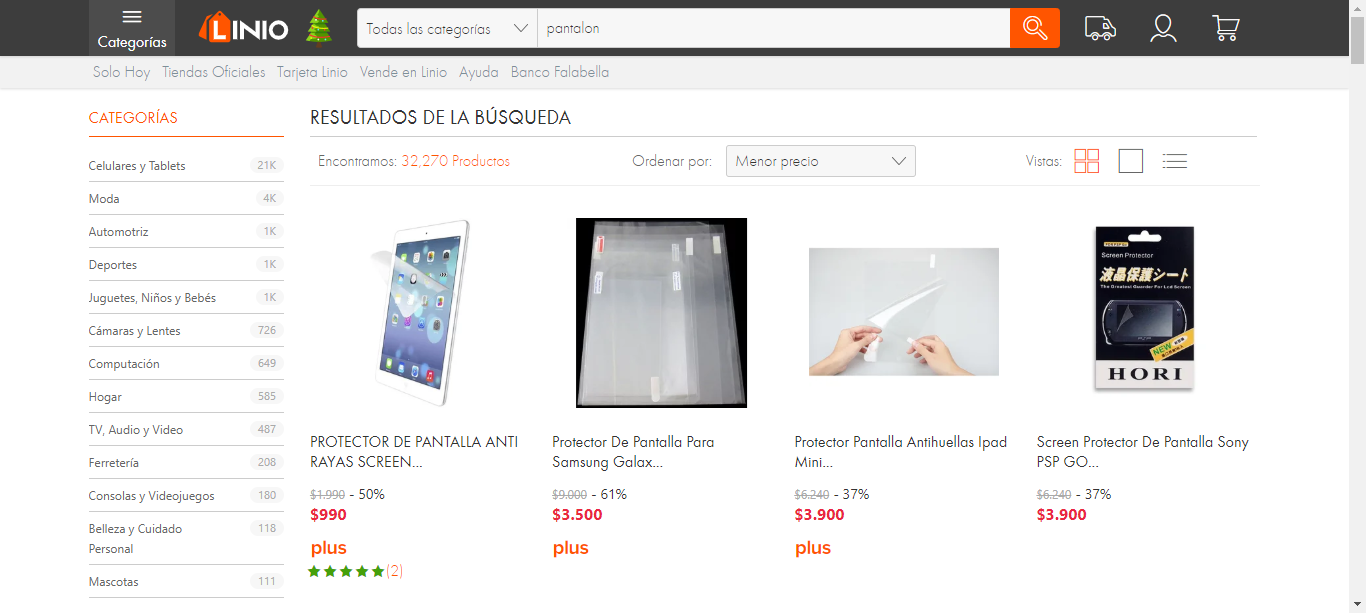 Categorías
LINIO
Todas las categorías
pantalon
Solo Hoy
Tiendas Oficiales
Tarjeta Linio
Vende en Linio
Ayuda
Banco Falabella
CATEGORÍAS
Celulares y Tablets 21K
Moda 4K
Automotriz 1K
Deportes 1K
Juguetes, Niños y Bebés 1K
Cámaras y Lentes 726
Computación 649
Hogar 585
TV, Audio y Video 487
Ferretería 208
Consolas y Videojuegos 180
Belleza y Cuidado 118
Personal
Mascotas 111
RESULTADOS DE LA BÚSQUEDA
Encontramos: 32,270 Productos
Ordenar por: Menor precio
Vistas:
PROTECTOR DE PANTALLA ANTI
RAYAS SCREEN...
$1.990 - 50%
$990
plus
(2)
Protector De Pantalla Para
Samsung Galax...
$9.000 - 61%
$3.500
plus
Protector Pantalla Antihuellas Ipad
Mini...
$6.240 - 37%
$3.900
plus
Screen Protector
液晶保護シート
The Greatest Guarder For Lcd Screen
NEW
HORI
Screen Protector De Pantalla Sony
PSP GO...
$6.240 - 37%
$3.900